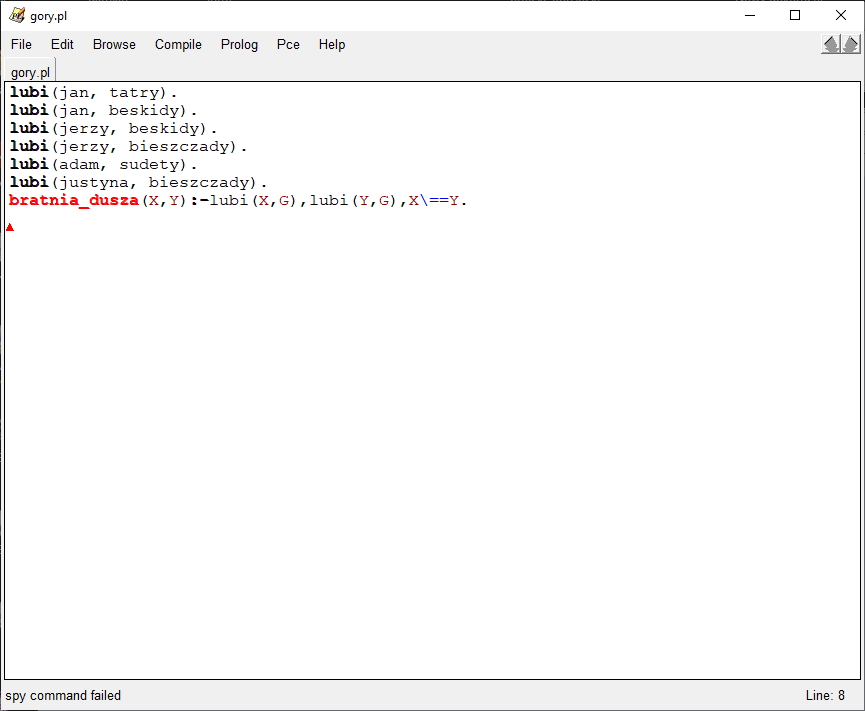 gory.pl
File Edit Browse Compile Prolog Pce Help
gory.pl
lubi(jan, tatry).
lubi(jan, beskidy).
lubi(jerzy, beskidy).
lubi(jerzy, bieszczady).
lubi(adam, sudety).
lubi(justyna, bieszczady).
bratnia_dusza(X,Y):-lubi(X,G),lubi(Y,G),X\==Y.
spy command failed Line: 8